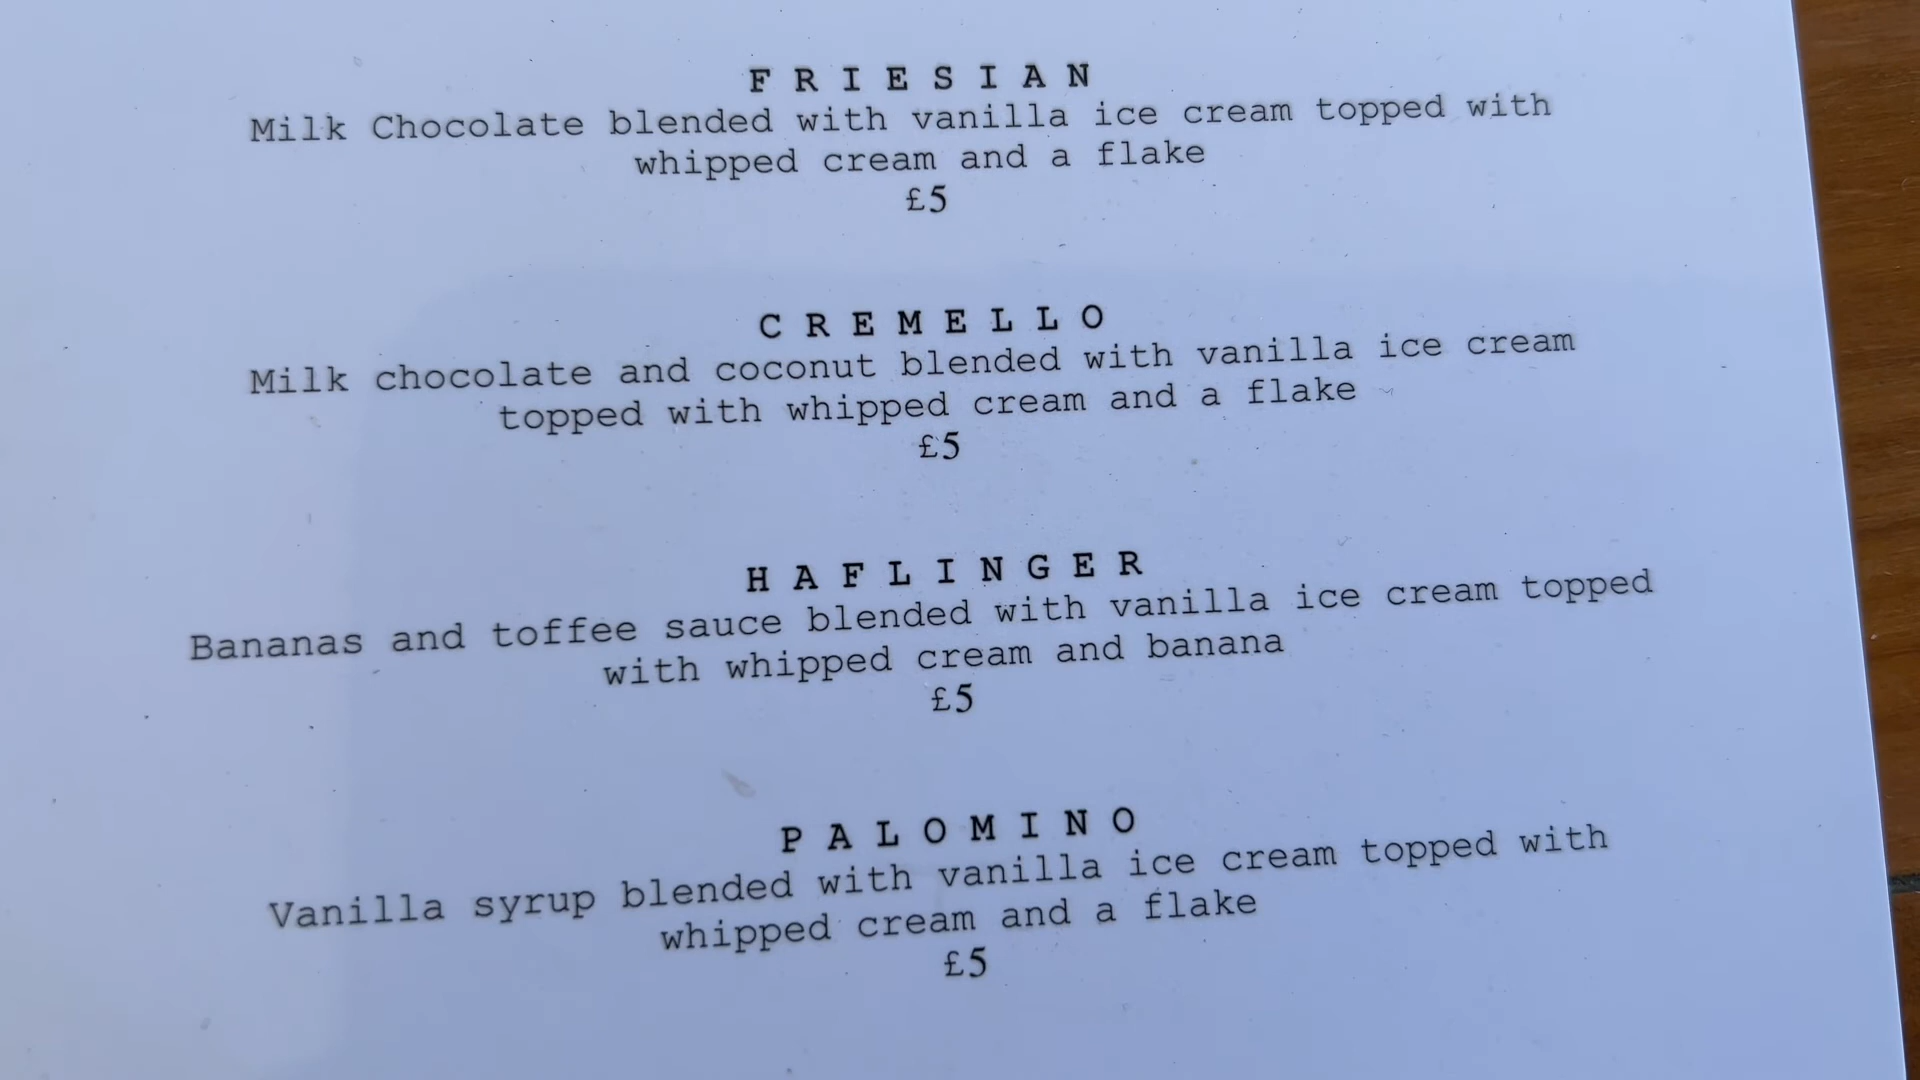 FRIESIAN
Milk Chocolate blended with vanilla ice cream topped with
whipped cream and a flake
£5
CREMELLO
Milk chocolate and coconut blended with vanilla ice cream
topped with whipped cream and a flake
£5
HAFLINGER
Bananas and toffee sauce blended with vanilla ice cream topped
with whipped cream and banana
£5
PALOMINO
Vanilla syrup blended with vanilla ice cream topped with
whipped cream and a flake
£5